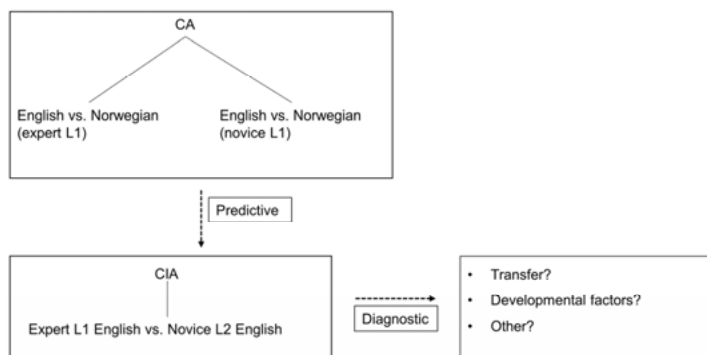 CA
English vs. Norwegian English vs. Norwegian
(expert L1) (novice L1)
Predictive
CIA
Expert L1 English vs. Novice L2 English
Diagnostic
• Transfer?
• Developmental factors?
• Other?